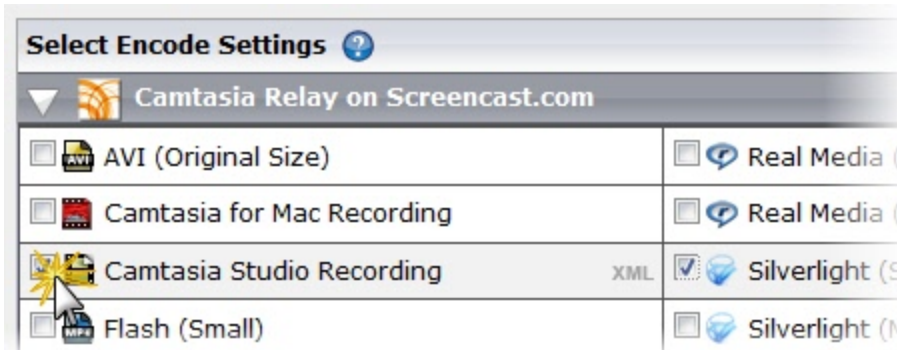 Select Encode Settings
Camtasia Relay on Screencast.com
AVI (Original Size)
Real Media (
Camtasia for Mac Recording
Real Media (
Camtasia Studio Recording XML
Silverlight (S
Flash (Small)
Silverlight (M